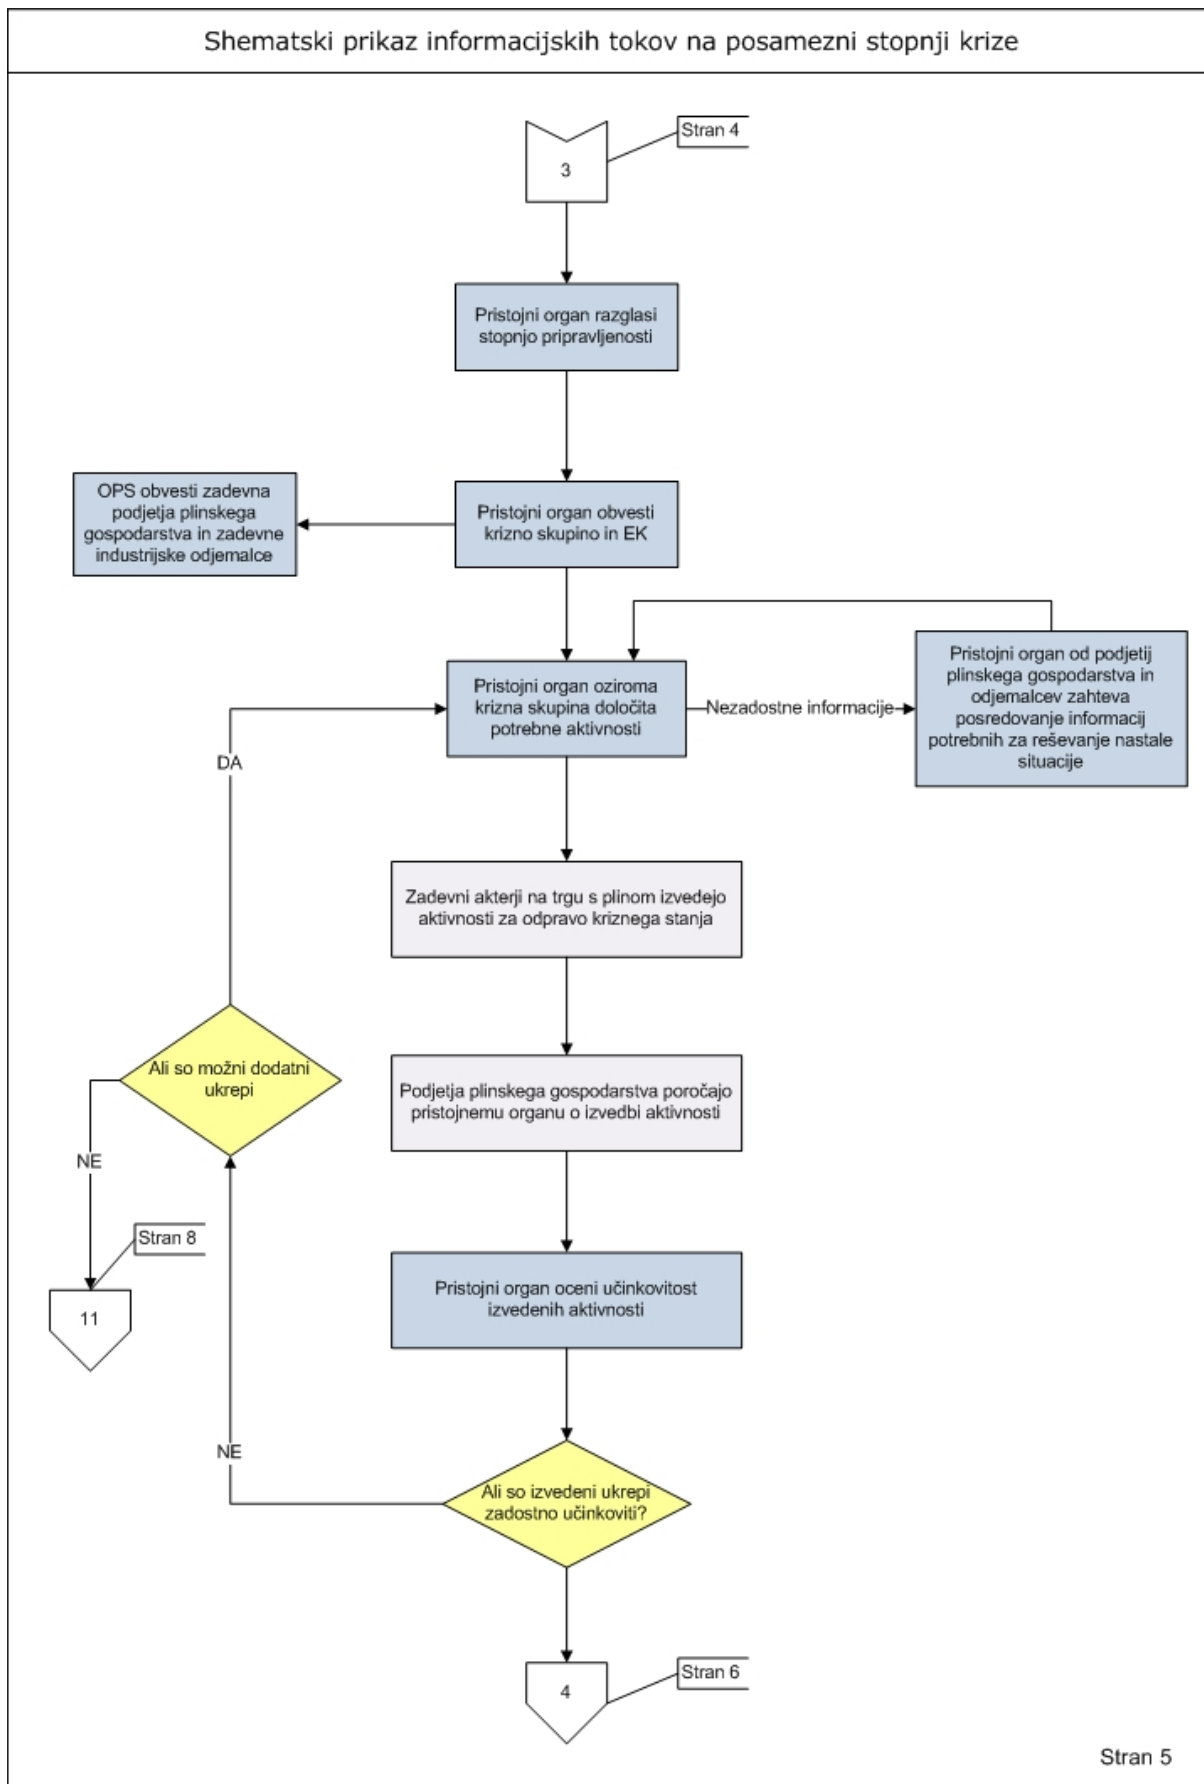 Shematski prikaz informacijskih tokov na posamezni stopnji krize
Stran 4
3
Pristojni organ razglasi
stopnjo pripravljenosti
OPS obvesti zadevna
podjetja plinskega
gospodarstva in zadevne
industrijske odjemalce
Pristojni organ obvesti
krizno skupino in EK
Pristojni organ oziroma
krizna skupina določita
potrebne aktivnosti
Nezadostne informacije
Pristojni organ od podjetij
plinskega gospodarstva in
odjemalcev zahteva
posredovanje informacij
potrebnih za reševanje nastale
situacije
DA
Zadevni akterji na trgu s plinom izvedejo
aktivnosti za odpravo kriznega stanja
Ali so možni dodatni
ukrepi
Podjetja plinskega gospodarstva poročajo
pristojnemu organu o izvedbi aktivnosti
NE
Stran 8
11
Pristojni organ oceni učinkovitost
izvedenih aktivnosti
NE
Ali so izvedeni ukrepi
zadostno učinkoviti?
Stran 6
4
Stran 5